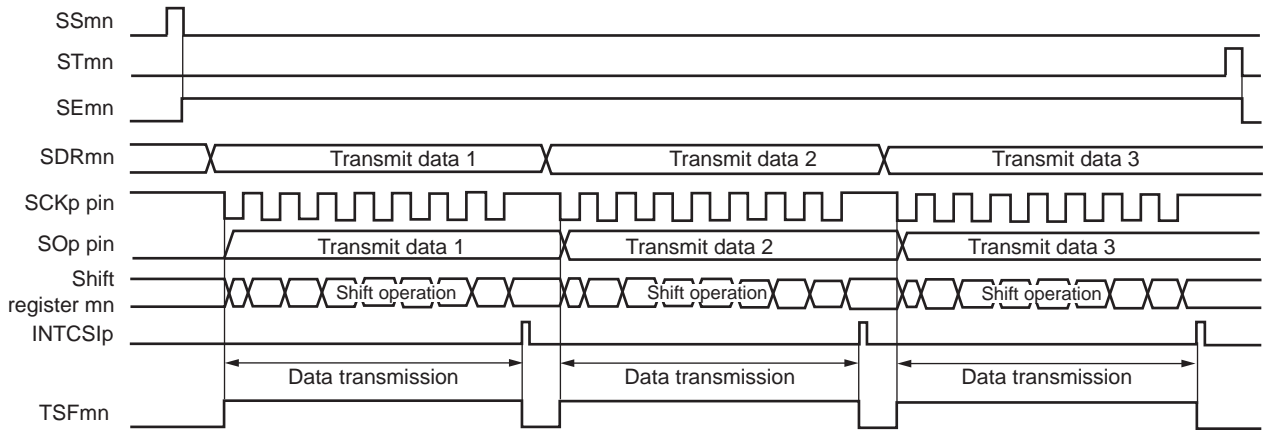 SSmn
STmn
SEmn
SDRmn Transmit data 1 Transmit data 2 Transmit data 3
SCKp pin
SOp pin Transmit data 1 Transmit data 2 Transmit data 3
Shift
register mn Shift operation Shift operation Shift operation
INTCSIp
Data transmission Data transmission Data transmission
TSFmn